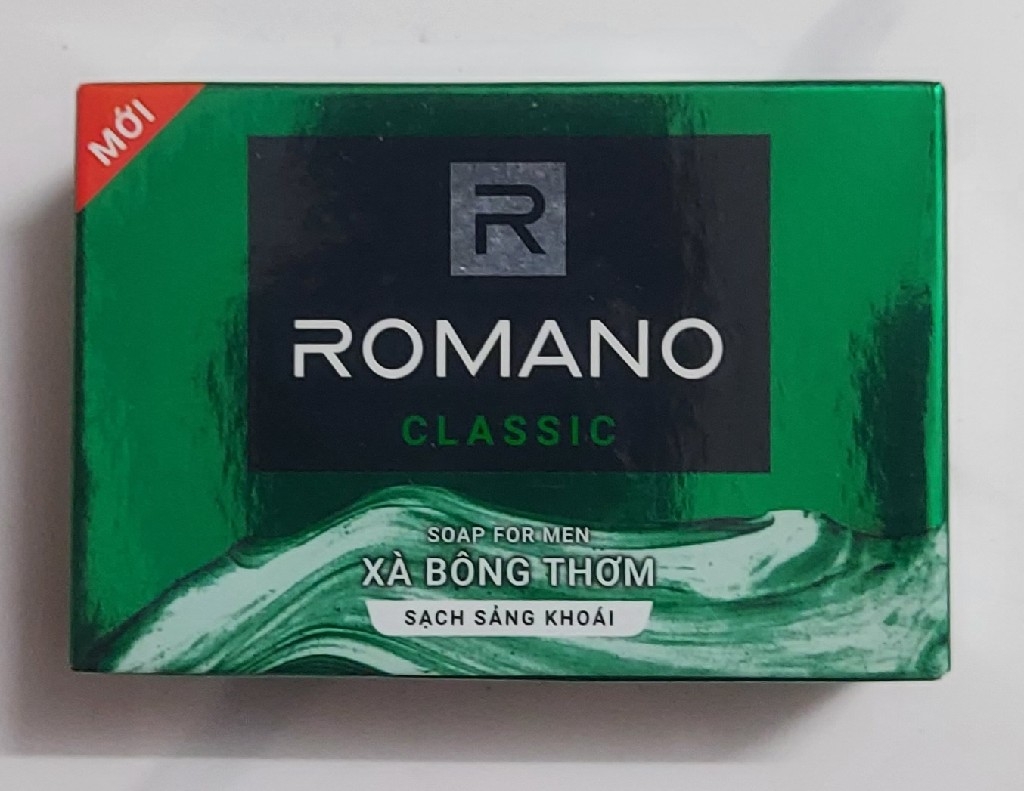 MỚI
R
ROMANO
CLASSIC
SOAP FOR MEN
XÀ BÔNG THƠM
SẠCH SẢNG KHOÁI